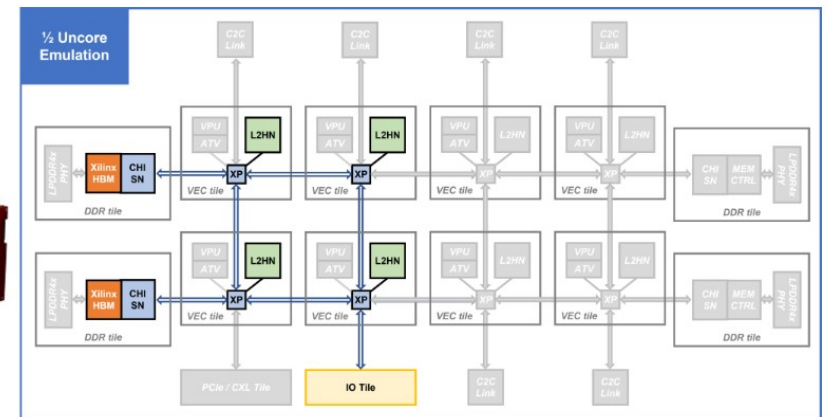 ½ Uncore
Emulation
C2C
Link
C2C
Link
C2C
Link
C2C
Link
VPU
ATV
L2HN
XP
VEC tile
VPU
ATV
L2HN
XP
VEC tile
VPU
ATV
L2HN
XP
VEC tile
VPU
ATV
L2HN
XP
VEC tile
LPDDR4x
PHY
Xilinx
HBM
CHI
SN
DDR tile
CHI
SN
MEM
CTRL
LPDDR4x
PHY
DDR tile
VPU
ATV
L2HN
XP
VEC tile
VPU
ATV
L2HN
XP
VEC tile
VPU
ATV
L2HN
XP
VEC tile
VPU
ATV
L2HN
XP
VEC tile
LPDDR4x
PHY
Xilinx
HBM
CHI
SN
DDR tile
CHI
SN
MEM
CTRL
LPDDR4x
PHY
DDR tile
PCIe / CXL Tile
IO Tile
C2C
Link
C2C
Link